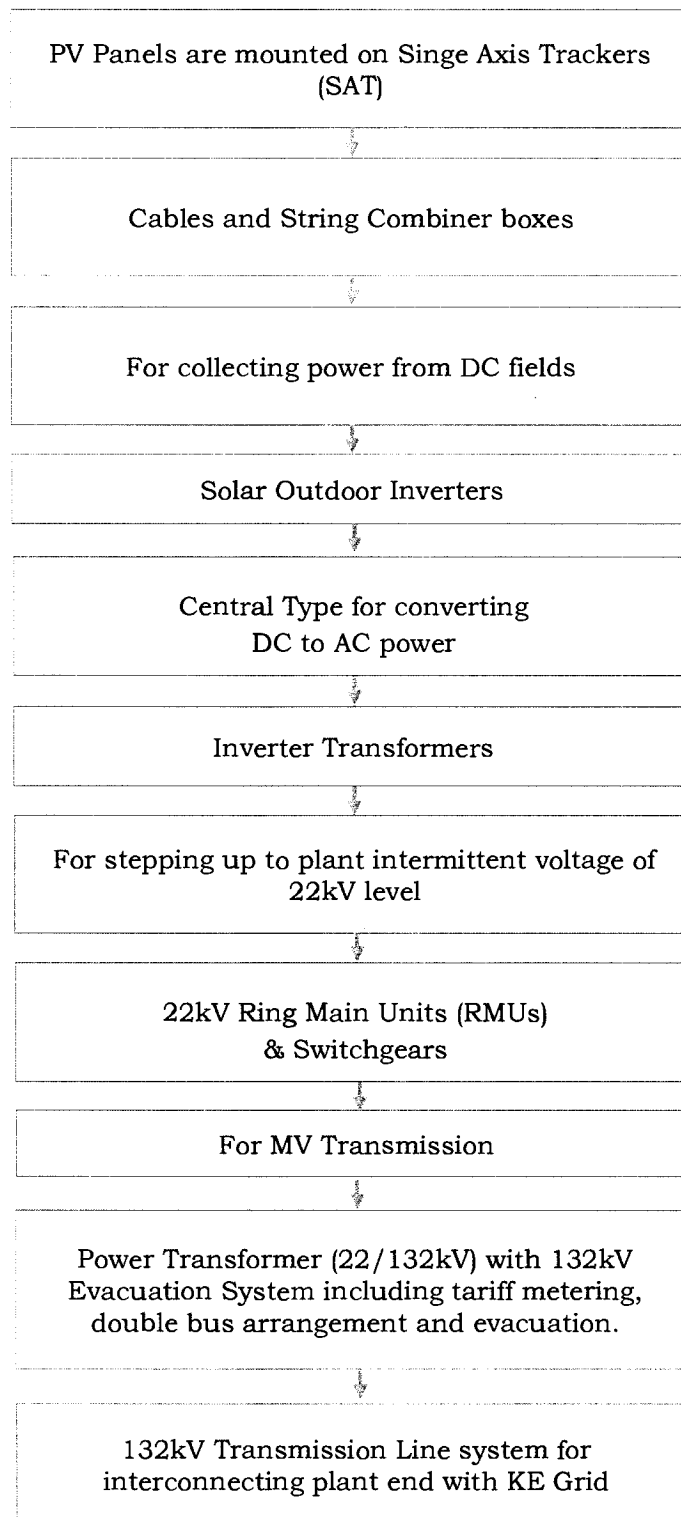 PV Panels are mounted on Singe Axis Trackers
(SAT)
Cables and String Combiner boxes
For collecting power from DC fields
Solar Outdoor Inverters
Central Type for converting
DC to AC power
Inverter Transformers
For stepping up to plant intermittent voltage of
22kV level
22kV Ring Main Units (RMUs)
& Switchgears
For MV Transmission
Power Transformer (22/132kV) with 132kV
Evacuation System including tariff metering,
double bus arrangement and evacuation.
132kV Transmission Line system for
interconnecting plant end with KE Grid